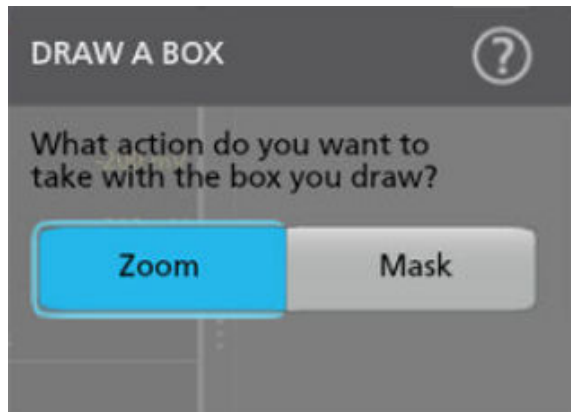 DRAW A BOX
?
What action do you want to
take with the box you draw?
Zoom
Mask